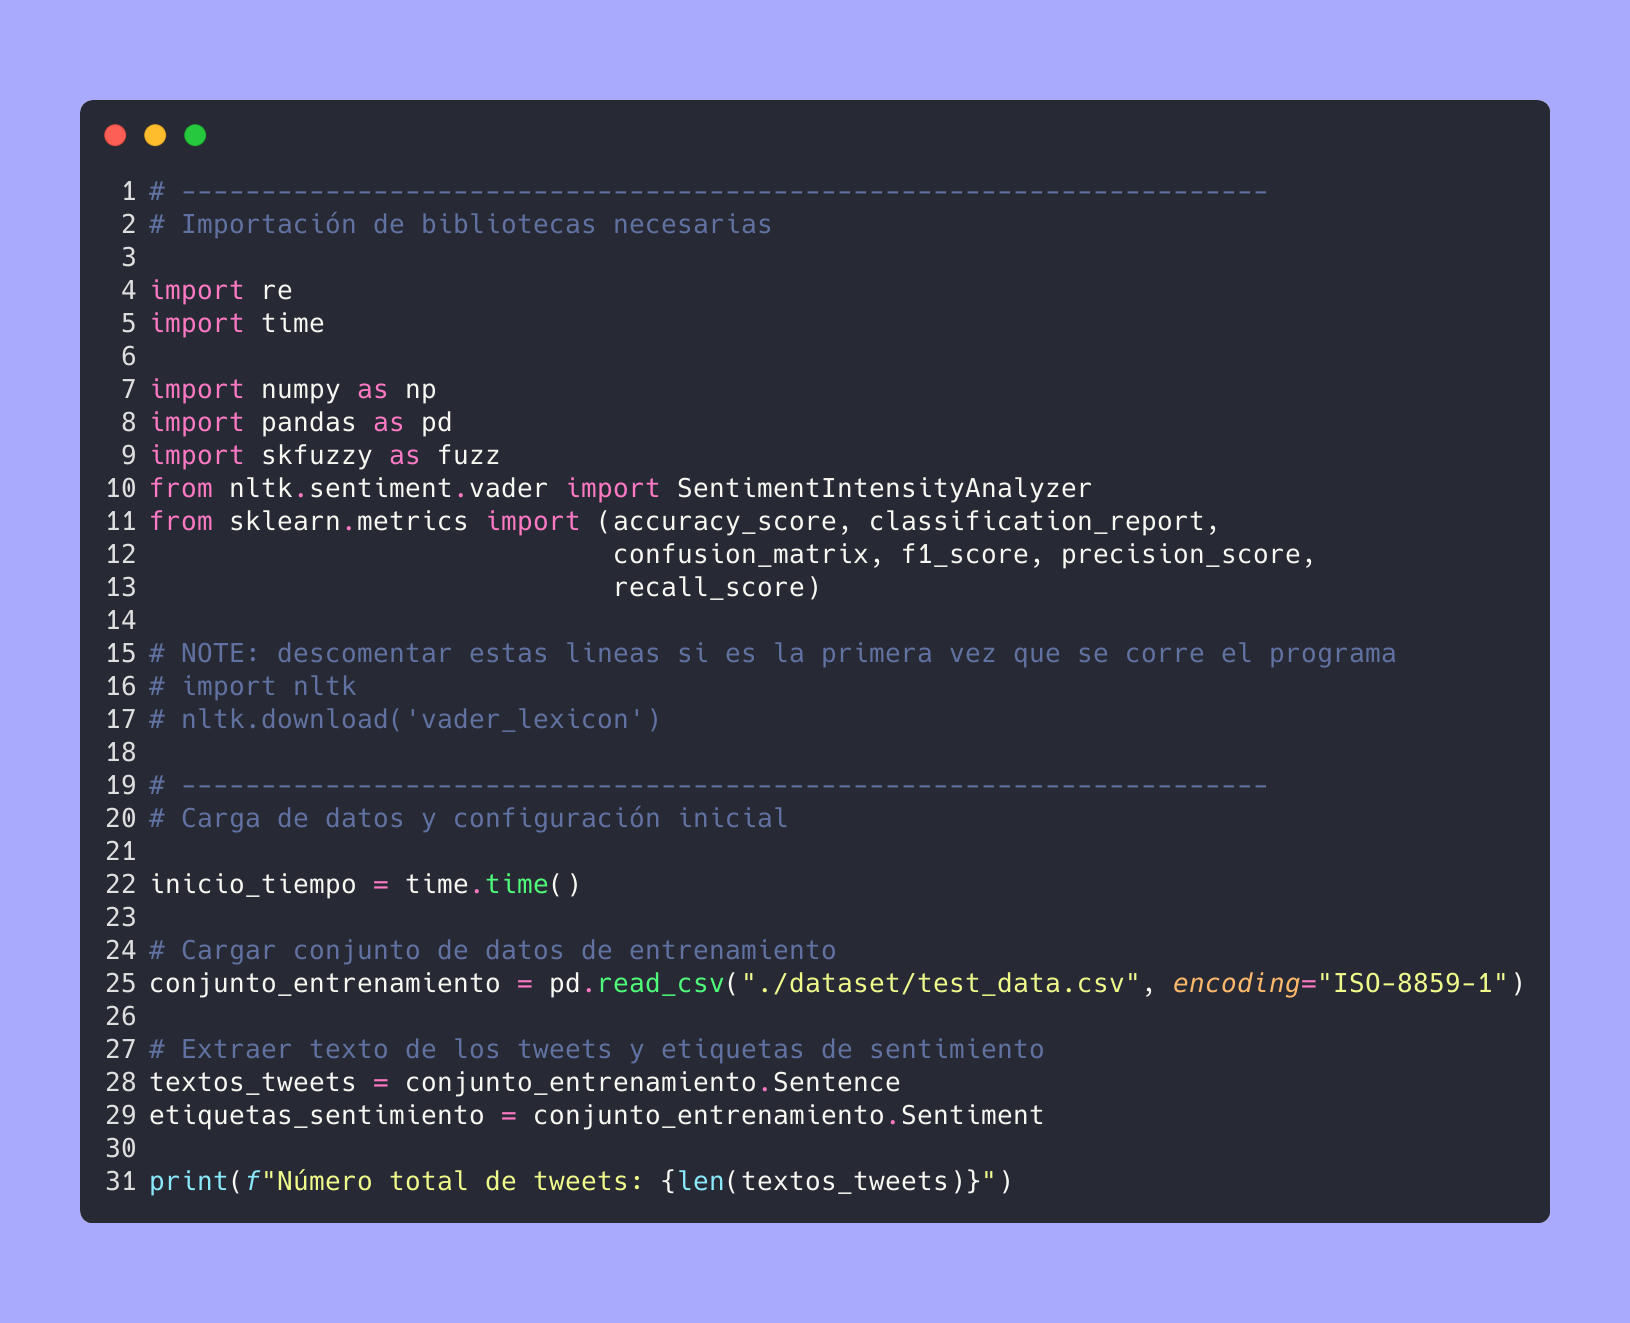 1 # --------------------------------------------------------------------
2 # Importación de bibliotecas necesarias
3
4 import re
5 import time
6
7 import numpy as np
8 import pandas as pd
9 import skfuzzy as fuzz
10 from nltk.sentiment.vader import SentimentIntensityAnalyzer
11 from sklearn.metrics import (accuracy_score, classification_report,
12                              confusion_matrix, f1_score, precision_score,
13                              recall_score)
14
15 # NOTE: descomentar estas lineas si es la primera vez que se corre el programa
16 # import nltk
17 # nltk.download('vader_lexicon')
18
19 # --------------------------------------------------------------------
20 # Carga de datos y configuración inicial
21
22 inicio_tiempo = time.time()
23
24 # Cargar conjunto de datos de entrenamiento
25 conjunto_entrenamiento = pd.read_csv("./dataset/test_data.csv", encoding="ISO-8859-1")
26
27 # Extraer texto de los tweets y etiquetas de sentimiento
28 textos_tweets = conjunto_entrenamiento.Sentence
29 etiquetas_sentimiento = conjunto_entrenamiento.Sentiment
30
31 print(f"Número total de tweets: {len(textos_tweets)}")